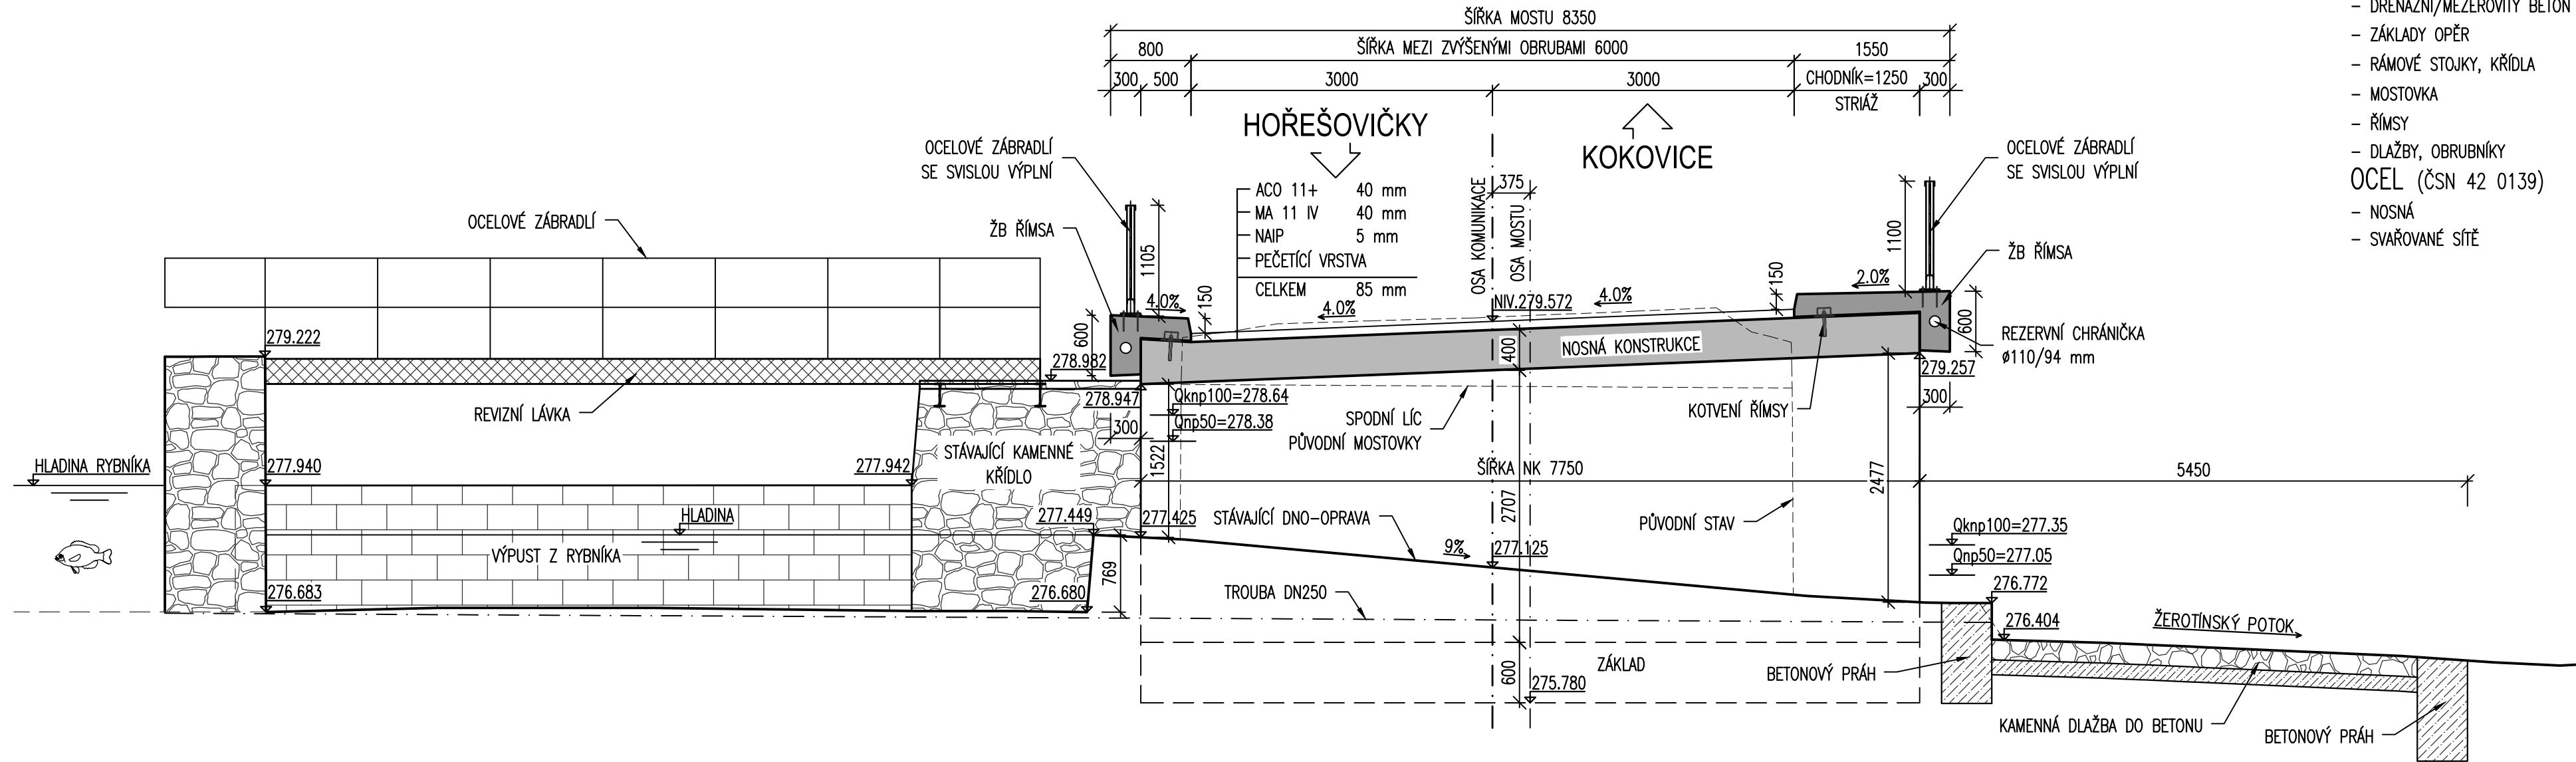 ŠÍŘKA MOSTU 8350
800
ŠÍŘKA MEZI ZVÝŠENÝMI OBRUBAMI 6000
1550
300
500
3000
3000
CHODNÍK=1250
300
STRIÁŽ
HOŘEŠOVIČKY
KOKOVICE
OCELOVÉ ZÁBRADLÍ
SE SVISLOU VÝPLNÍ
ŽB ŘÍMSA
OCELOVÉ ZÁBRADLÍ
ACO 11+ 40 mm
MA 11 IV 40 mm
NAIP 5 mm
PEČETÍCÍ VRSTVA
CELKEM 85 mm
OSA KOMUNIKACE
OSA MOSTU
375
OCELOVÉ ZÁBRADLÍ
SE SVISLOU VÝPLNÍ
ŽB ŘÍMSA
REZERVNÍ CHRÁNIČKA
ø110/94 mm
- DRENÁŽNÍ/MEZEROVITÝ BETON
- ZÁKLADY OPĚR
- RÁMOVÉ STOJKY, KŘÍDLA
- MOSTOVKA
- ŘÍMSY
- DLAŽBY, OBRUBNÍKY
OCEL (ČSN 42 0139)
- NOSNÁ
- SVAŘOVANÉ SÍTĚ
1105
1100
4.0%
150
4.0%
NIV.279.572
4.0%
150
2.0%
600
600
279.222
278.982
278.947
400
NOSNÁ KONSTRUKCE
279.257
300
REVIZNÍ LÁVKA
Qknp100=278.64
Qnp50=278.38
300
1522
SPODNÍ LÍC
PŮVODNÍ MOSTOVKY
KOTVENÍ ŘÍMSY
STÁVAJÍCÍ KAMENNÉ
KŘÍDLO
HLADINA RYBNÍKA
277.940
277.942
ŠÍŘKA NK 7750
2477
5450
HLADINA
277.449
277.425
STÁVAJÍCÍ DNO-OPRAVA
2707
PŮVODNÍ STAV
Qknp100=277.35
Qnp50=277.05
VÝPUST Z RYBNÍKA
9%
277.125
769
276.683
276.680
TROUBA DN250
276.772
276.404
ŽEROTÍNSKÝ POTOK
ZÁKLAD
600
275.780
BETONOVÝ PRÁH
KAMENNÁ DLAŽBA DO BETONU
BETONOVÝ PRÁH